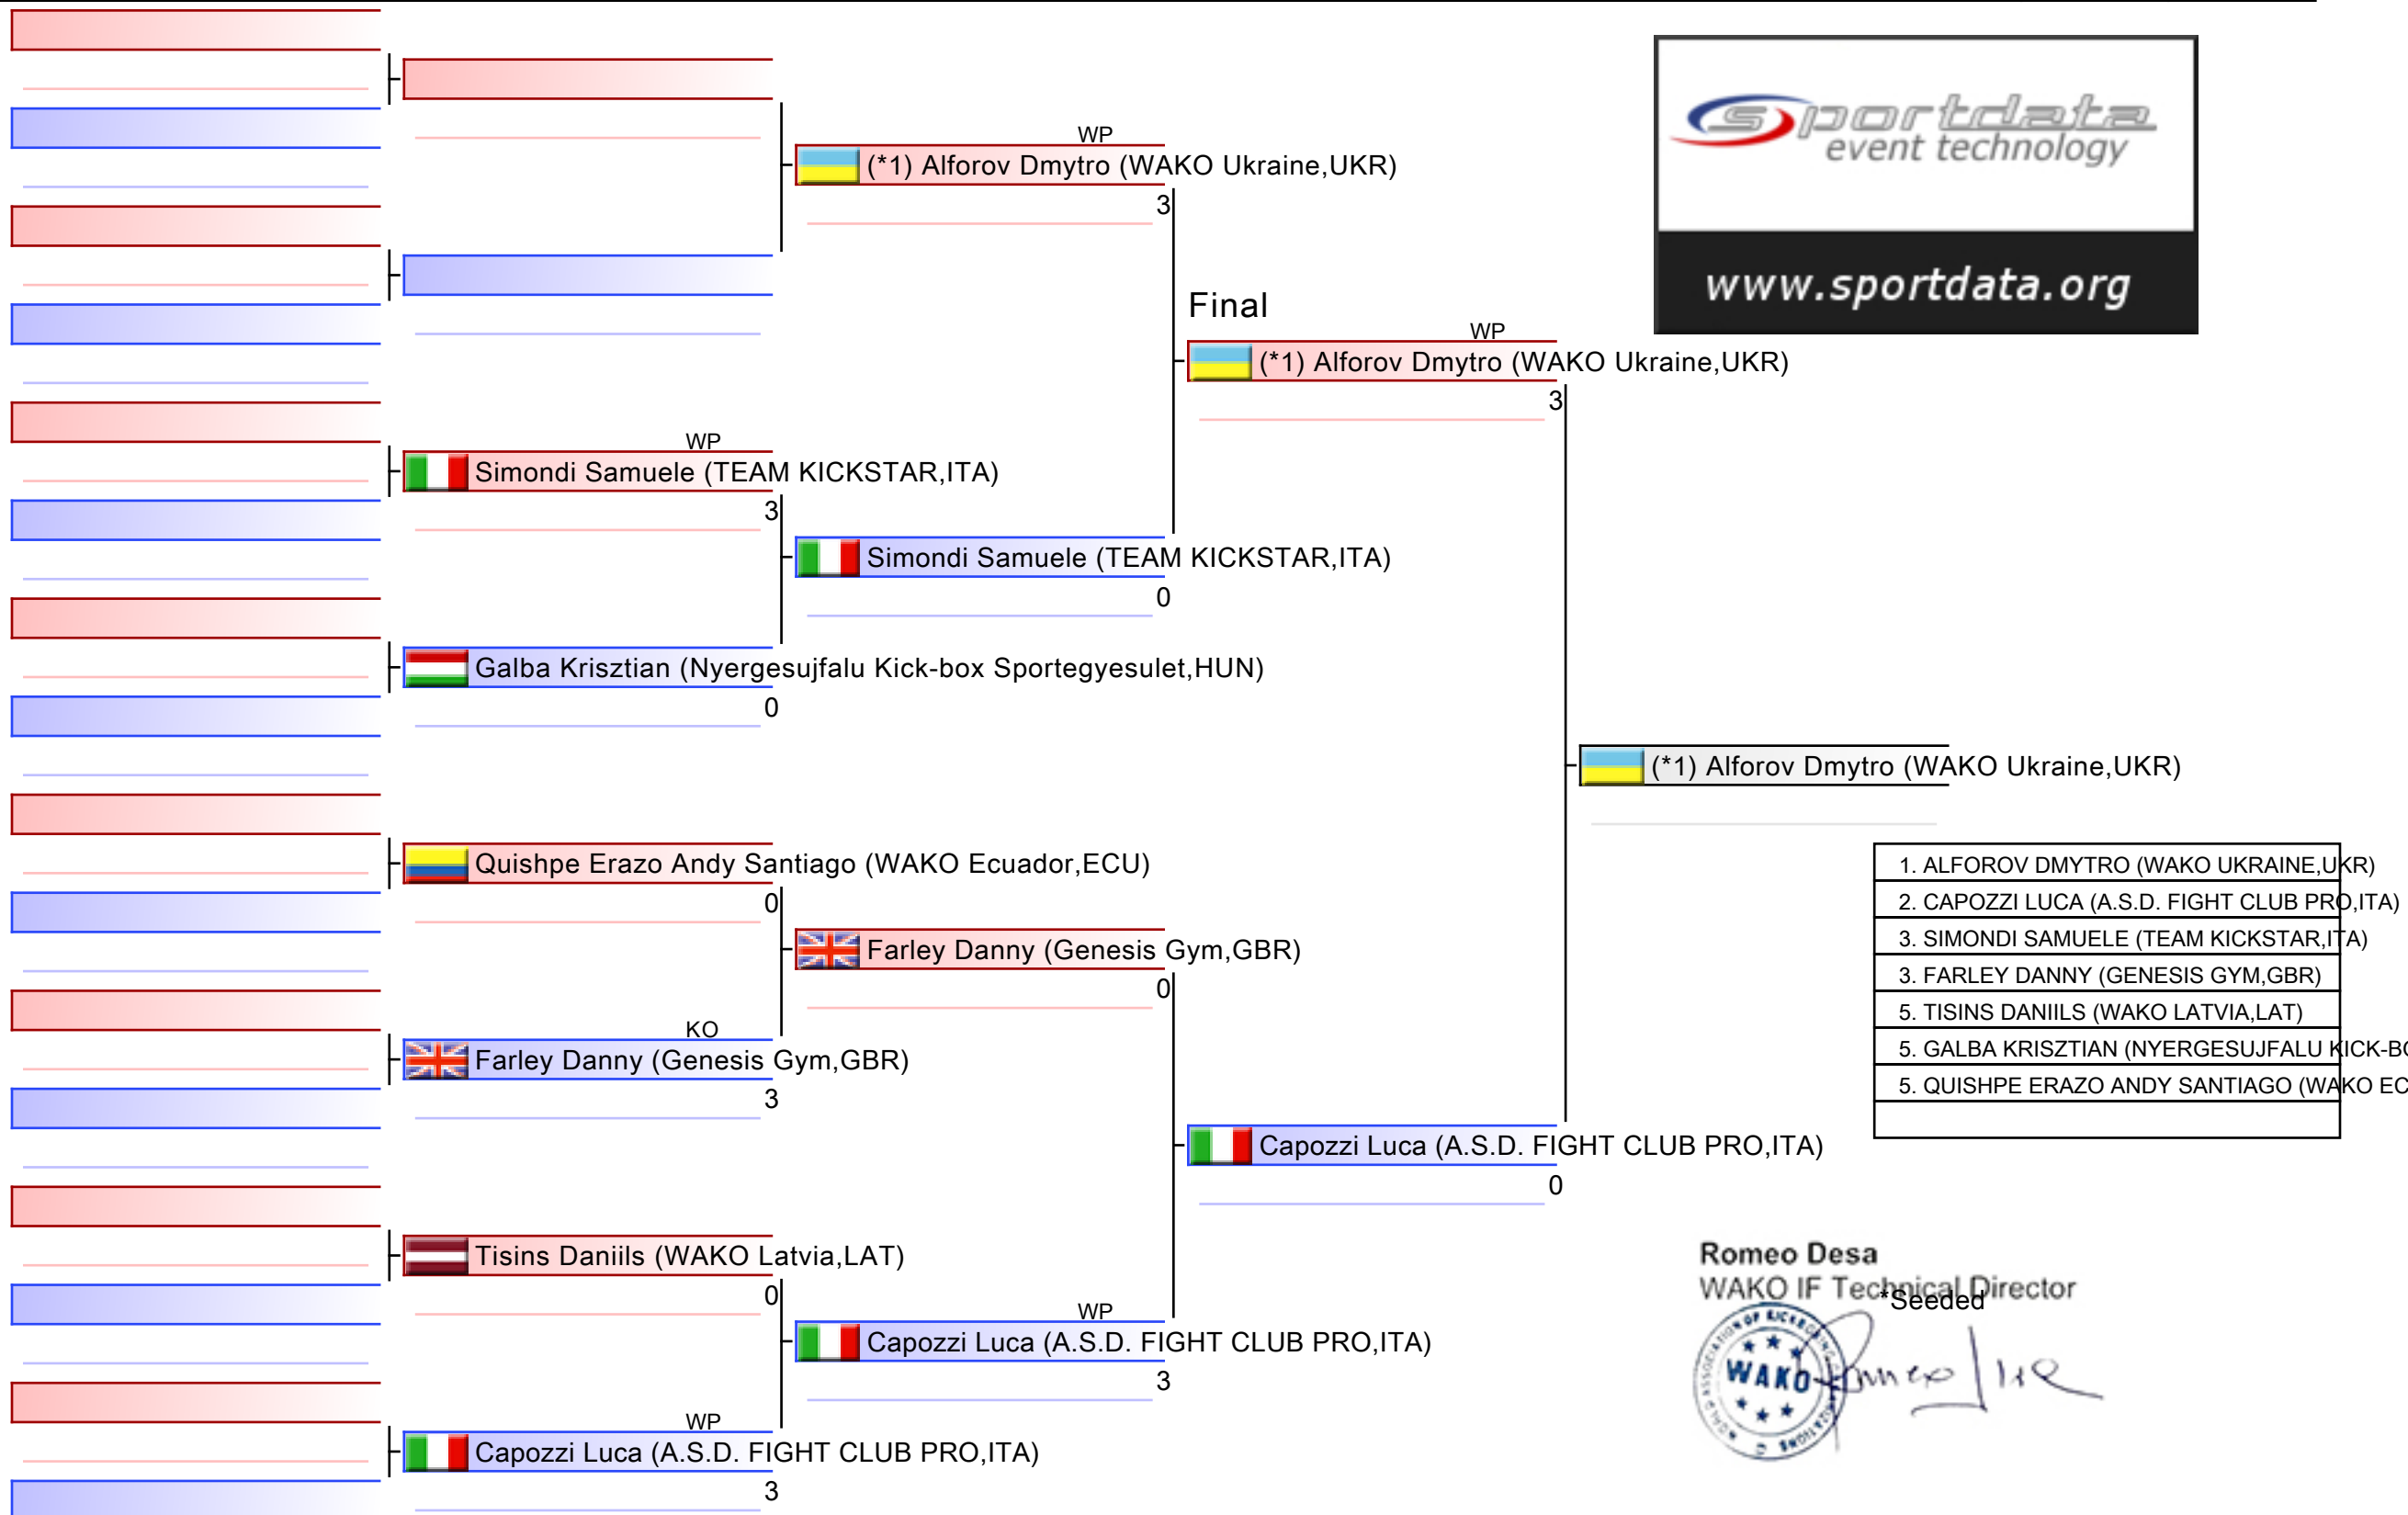 sportdata
event technology
www.sportdata.org
WP
(*1) Alforov Dmytro (WAKO Ukraine,UKR)
3
Final
WP
(*1) Alforov Dmytro (WAKO Ukraine,UKR)
3
WP
Simondi Samuele (TEAM KICKSTAR,ITA)
3
Simondi Samuele (TEAM KICKSTAR,ITA)
0
Galba Krisztian (Nyergesujfalu Kick-box Sportegyesulet,HUN)
0
(*1) Alforov Dmytro (WAKO Ukraine,UKR)
Quishpe Erazo Andy Santiago (WAKO Ecuador,ECU)
0
Farley Danny (Genesis Gym,GBR)
0
KO
Farley Danny (Genesis Gym,GBR)
3
Capozzi Luca (A.S.D. FIGHT CLUB PRO,ITA)
0
Tisins Daniils (WAKO Latvia,LAT)
0
WP
Capozzi Luca (A.S.D. FIGHT CLUB PRO,ITA)
3
WP
Capozzi Luca (A.S.D. FIGHT CLUB PRO,ITA)
3
1. ALFOROV DMYTRO (WAKO UKRAINE,UKR)
2. CAPOZZI LUCA (A.S.D. FIGHT CLUB PRO,ITA)
3. SIMONDI SAMUELE (TEAM KICKSTAR,ITA)
3. FARLEY DANNY (GENESIS GYM,GBR)
5. TISINS DANIILS (WAKO LATVIA,LAT)
5. GALBA KRISZTIAN (NYERGESUJFALU KICK-BO
5. QUISHPE ERAZO ANDY SANTIAGO (WAKO EC
Romeo Desa
WAKO IF Technical Director
*Seeded
WAKO